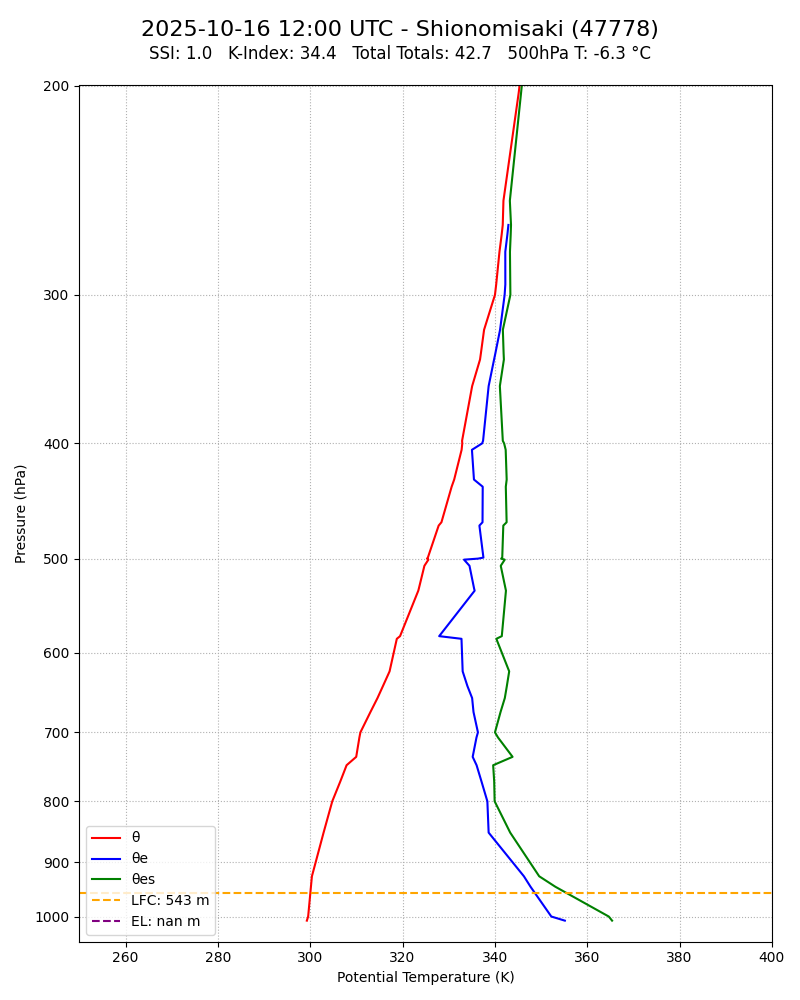 2025-10-16 12:00 UTC - Shionomisaki (47778)
SSI: 1.0 K-Index: 34.4 Total Totals: 42.7 500hPa T: -6.3 °C
200
300
400
500
600
700
800
900
1000
Pressure (hPa)
θ
θe
θes
LFC: 543 m
EL: nan m
260 280 300 320 340 360 380 400
Potential Temperature (K)